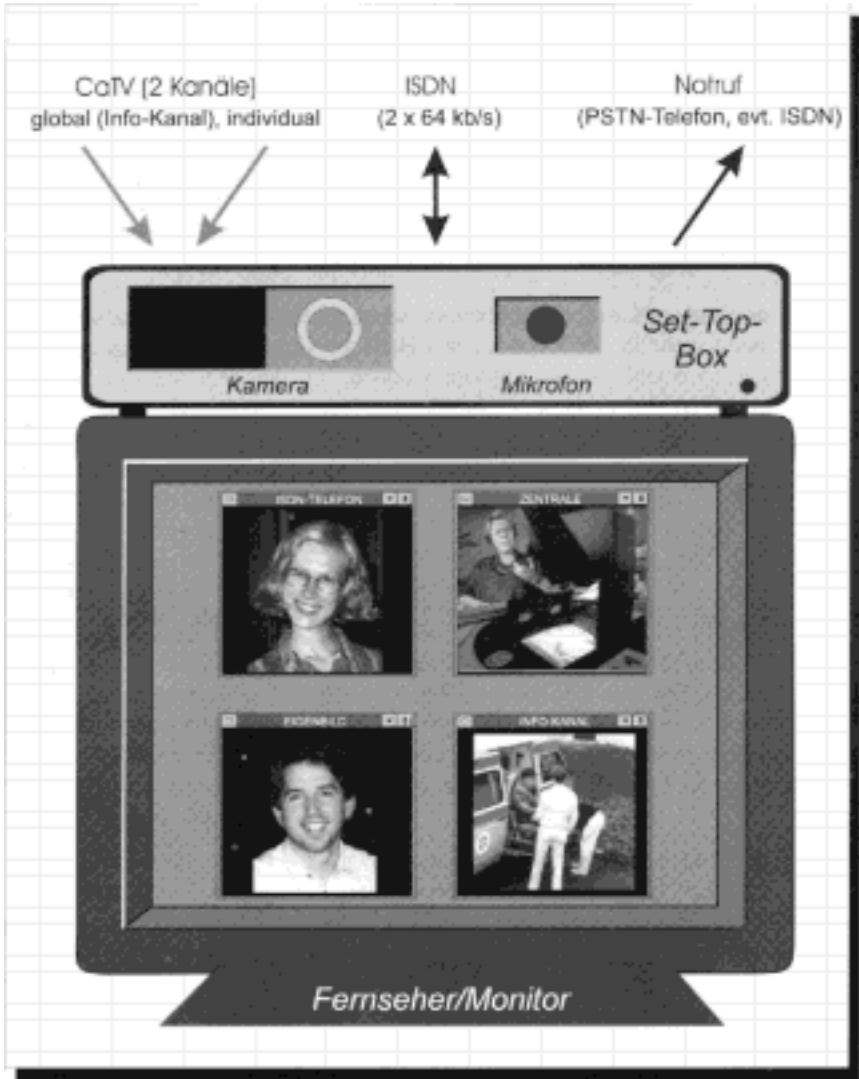 CaTV [2 Kanäle]
global (Info-Kanal), individual
ISDN
(2 x 64 kb/s)
Notruf
(PSTN-Telefon, evt. ISDN)
Kamera
Mikrofon
Set-Top-
Box
ISDN-TELEFON
ZENTRALE
EIGENBILD
INFO-KANAL
Fernseher/Monitor